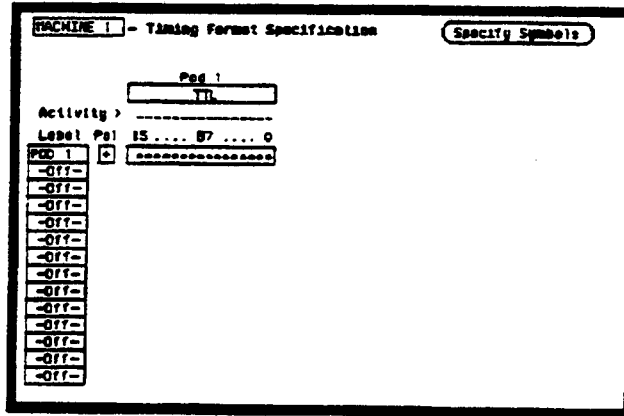 MACHINE 1 - Timing Format Specification
Specify Symbols
Pod 1
TTL
Activity > ----------------
Label Pol 15 .... 87 .... 0
POD 1 + ****************
-Off-
-Off-
-Off-
-Off-
-Off-
-Off-
-Off-
-Off-
-Off-
-Off-
-Off-
-Off-
-Off-